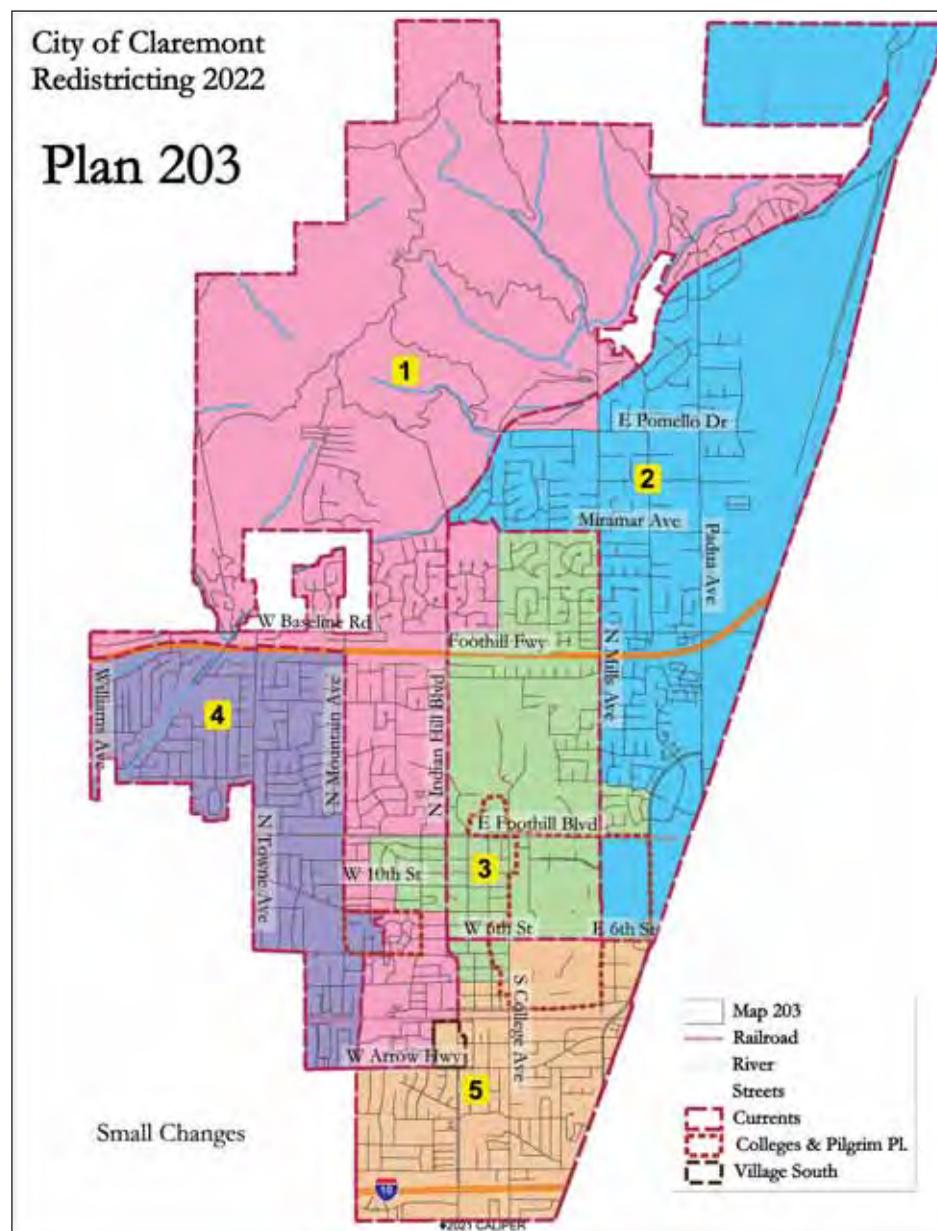 City of Claremont
Redistricting 2022
Plan 203
1
E Pomello Dr
2
Miramar Ave
Padua Ave
W Baseline Rd
Foothill Fwy
N Mills Ave
Williams Ave
4
N Mountain Ave
N Indian Hill Blvd
E Foothill Blvd
N Towne Ave
3
W 10th St
W 6th St
E 6th St
S College Ave
W Arrow Hwy
5
Map 203
Railroad
River
Streets
Currents
Colleges & Pilgrim Pl.
Village South
Small Changes
10
©2021 CALIPER